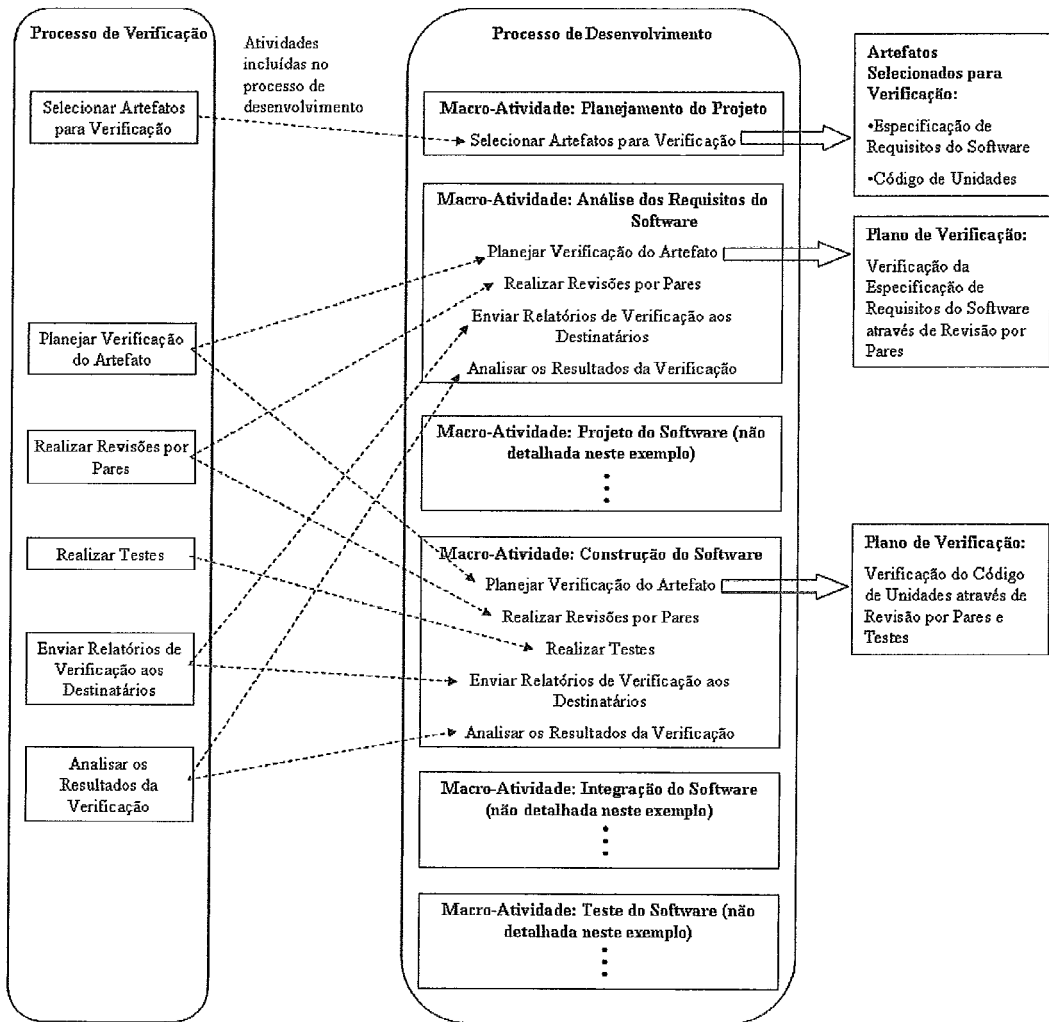 Processo de Verificação
Selecionar Artefatos
para Verificação
Planejar Verificação
do Artefato
Realizar Revisões por
Pares
Realizar Testes
Enviar Relatórios de
Verificação aos
Destinatários
Analisar os
Resultados da
Verificação
Atividades
incluídas no
processo de
desenvolvimento
Processo de Desenvolvimento
Macro-Atividade: Planejamento do Projeto
Selecionar Artefatos para Verificação
Macro-Atividade: Análise dos Requisitos do
Software
Planejar Verificação do Artefato
Realizar Revisões por Pares
Enviar Relatórios de Verificação aos
Destinatários
Analisar os Resultados da Verificação
Macro-Atividade: Projeto do Software (não
detalhada neste exemplo)
Macro-Atividade: Construção do Software
Planejar Verificação do Artefato
Realizar Revisões por Pares
Realizar Testes
Enviar Relatórios de Verificação aos
Destinatários
Analisar os Resultados da Verificação
Macro-Atividade: Integração do Software
(não detalhada neste exemplo)
Macro-Atividade: Teste do Software (não
detalhada neste exemplo)
Artefatos
Selecionados para
Verificação:
•Especificação de
Requisitos do Software
•Código de Unidades
Plano de Verificação:
Verificação da
Especificação de
Requisitos do Software
através de Revisão por
Pares
Plano de Verificação:
Verificação do Código
de Unidades através de
Revisão por Pares e
Testes